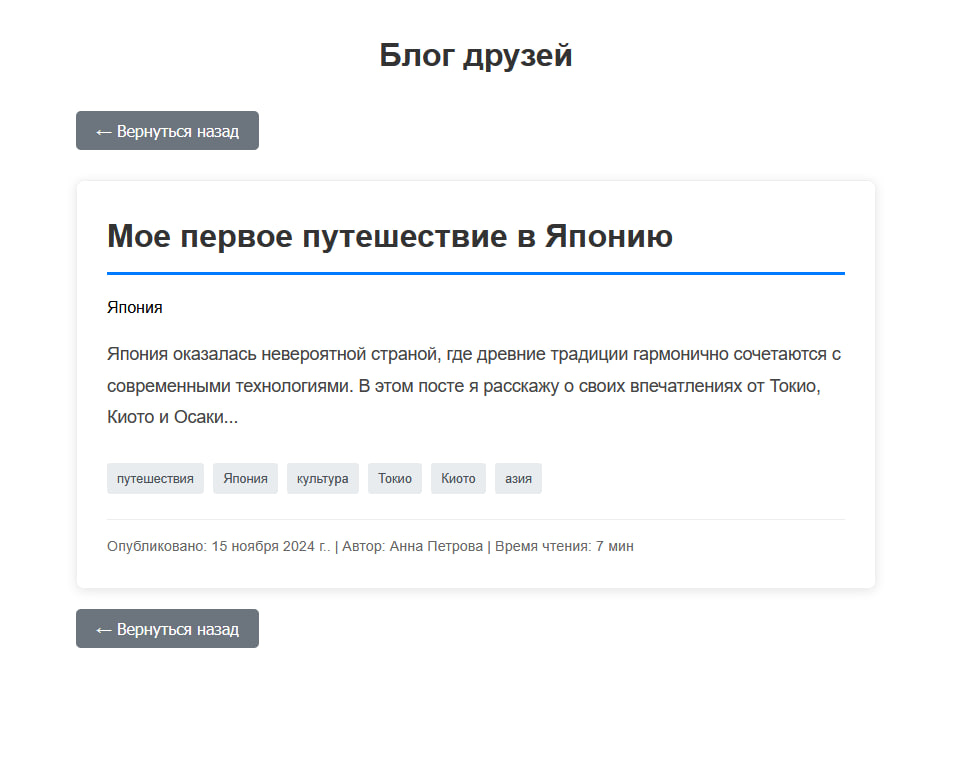 Блог друзей
← Вернуться назад
Мое первое путешествие в Японию
Япония
Япония оказалась невероятной страной, где древние традиции гармонично сочетаются с
современными технологиями. В этом посте я расскажу о своих впечатлениях от Токио,
Киото и Осаки...
путешествия Япония культура Токио Киото азия
Опубликовано: 15 ноября 2024 г.. | Автор: Анна Петрова | Время чтения: 7 мин
← Вернуться назад